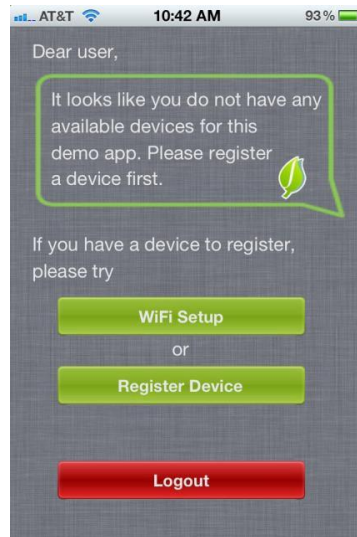 AT&T 10:42 AM 93%
Dear user,
It looks like you do not have any
available devices for this
demo app. Please register
a device first.
If you have a device to register,
please try
WiFi Setup
or
Register Device
Logout